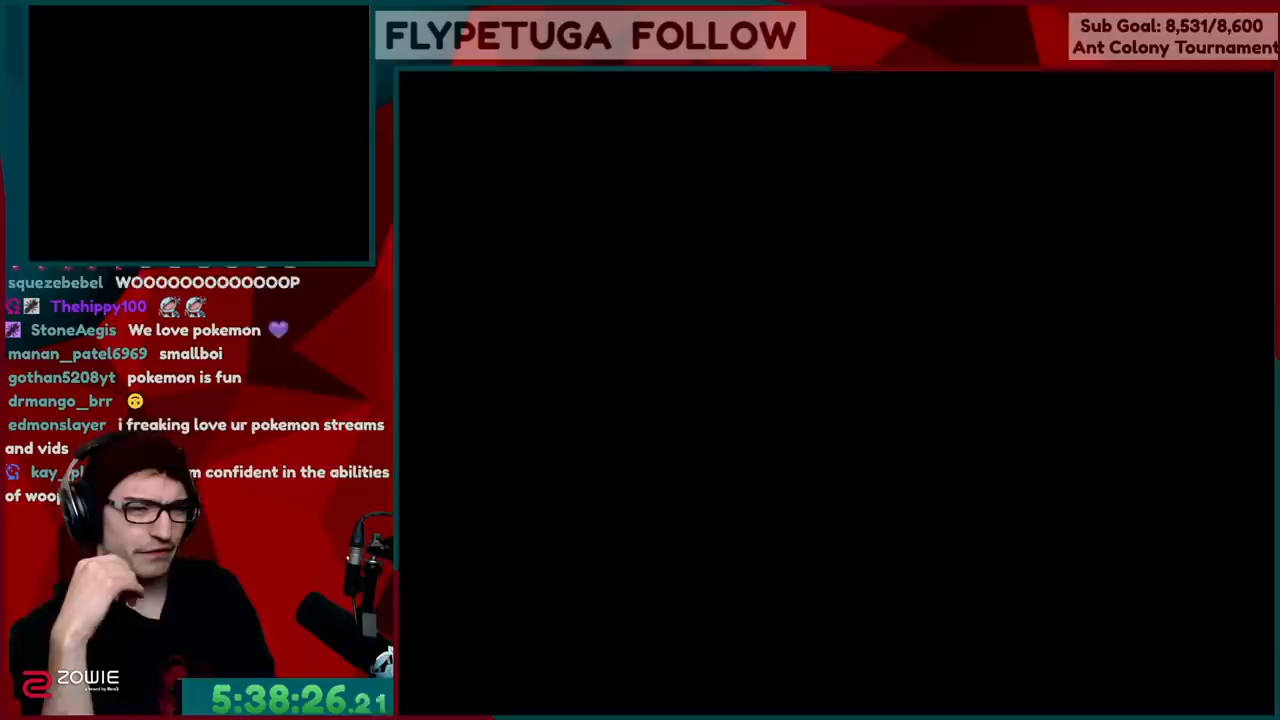 FLYPETUGA FOLLOW
Sub Goal: 8,531/8,600
Ant Colony Tournament
squezebebel WOOOOOOOOOOOOOP
Thehippy100
StoneAegis We love pokemon
manan_patel6969 smallboi
gothan5208yt pokemon is fun
drmango_brr
edmonslayer i freaking love ur pokemon streams
and vids
confident in the abilities
of
ZOWIE
5:38:26.21